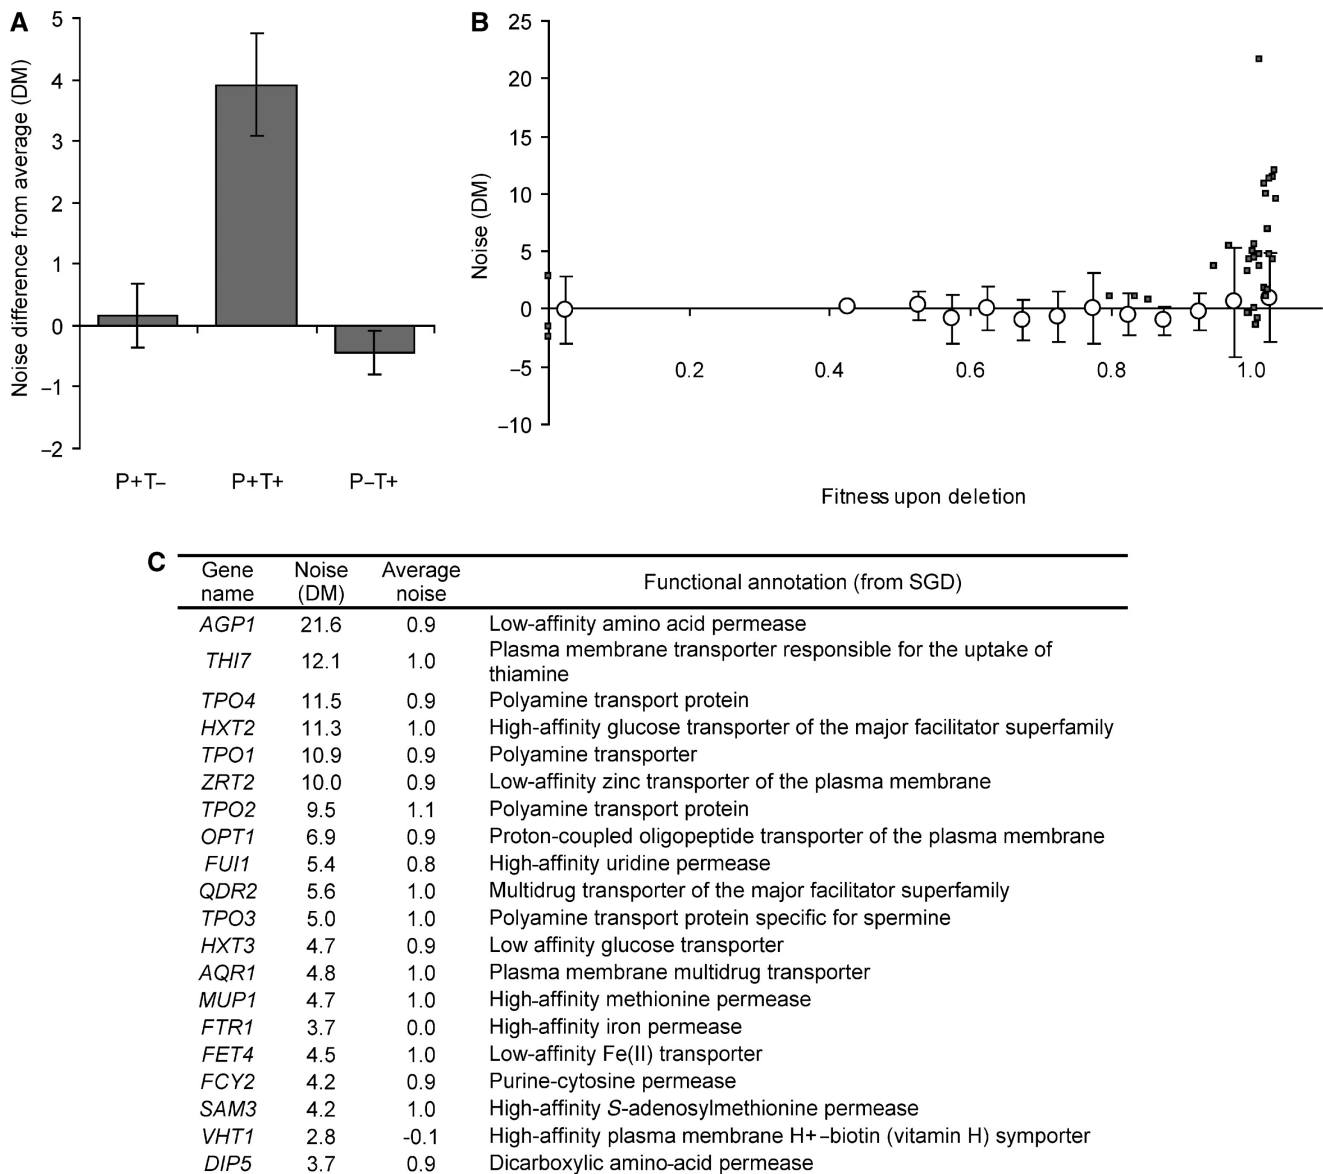 A
Noise difference from average (DM)
5
4
3
2
1
0
–1
–2
P+T– P+T+ P–T+
B
Noise (DM)
25
20
15
10
5
0
–5
–10
0.2 0.4 0.6 0.8 1.0
Fitness upon deletion
C
Gene name Noise (DM) Average noise Functional annotation (from SGD)
AGP1 21.6 0.9 Low-affinity amino acid permease
THI7 12.1 1.0 Plasma membrane transporter responsible for the uptake of
thiamine
TPO4 11.5 0.9 Polyamine transport protein
HXT2 11.3 1.0 High-affinity glucose transporter of the major facilitator superfamily
TPO1 10.9 0.9 Polyamine transporter
ZRT2 10.0 0.9 Low-affinity zinc transporter of the plasma membrane
TPO2 9.5 1.1 Polyamine transport protein
OPT1 6.9 0.9 Proton-coupled oligopeptide transporter of the plasma membrane
FUI1 5.4 0.8 High-affinity uridine permease
QDR2 5.6 1.0 Multidrug transporter of the major facilitator superfamily
TPO3 5.0 1.0 Polyamine transport protein specific for spermine
HXT3 4.7 0.9 Low affinity glucose transporter
AQR1 4.8 1.0 Plasma membrane multidrug transporter
MUP1 4.7 1.0 High-affinity methionine permease
FTR1 3.7 0.0 High-affinity iron permease
FET4 4.5 1.0 Low-affinity Fe(II) transporter
FCY2 4.2 0.9 Purine-cytosine permease
SAM3 4.2 1.0 High-affinity S-adenosylmethionine permease
VHT1 2.8 -0.1 High-affinity plasma membrane H+–biotin (vitamin H) symporter
DIP5 3.7 0.9 Dicarboxylic amino-acid permease